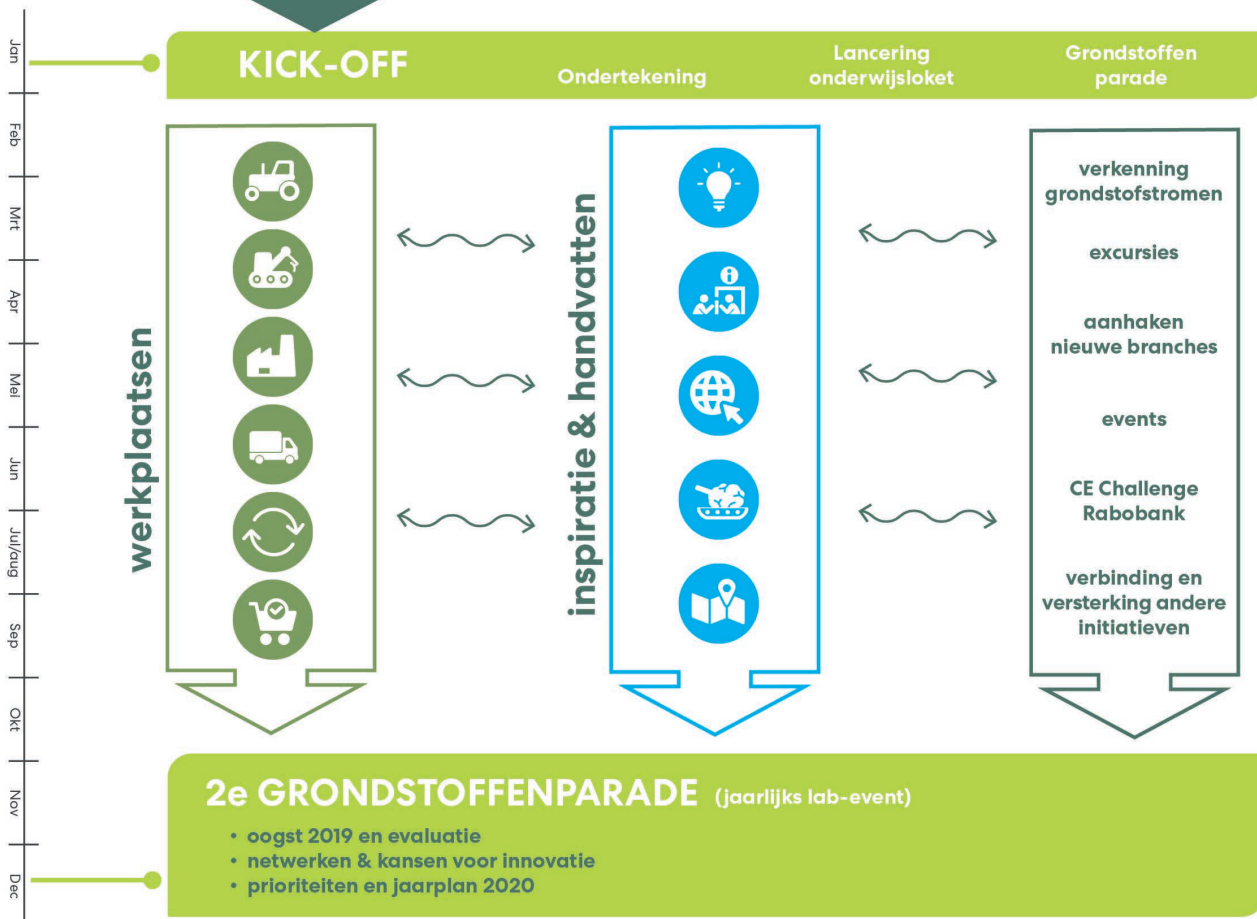 Jan
Feb
Mrt
Apr
Mei
Jun
Jul/aug
Sep
Okt
Nov
Dec
KICK-OFF
Ondertekening
Lancering
onderwijsloket
Grondstoffen
parade
werkplaatsen
inspiratie & handvatten
verkenning
grondstofstromen
excursies
aanhaken
nieuwe branches
events
CE Challenge
Rabobank
verbinding en
versterking andere
initiatieven
2e GRONDSTOFFENPARADE (jaarlijks lab-event)
• oogst 2019 en evaluatie
• netwerken & kansen voor innovatie
• prioriteiten en jaarplan 2020